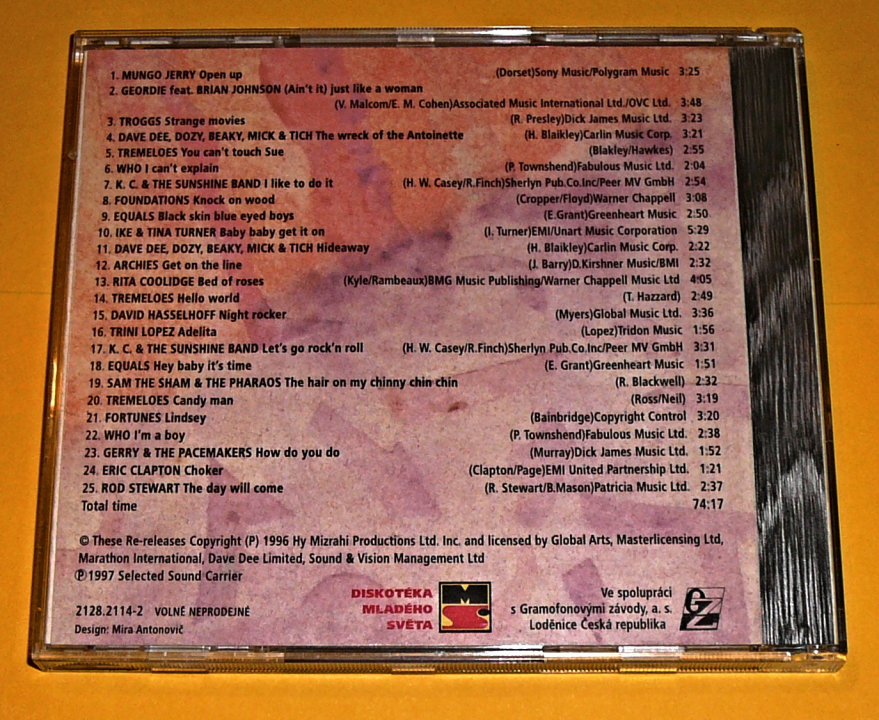 1. MUNGO JERRY Open up (Dorset)Sony Music/Polygram Music 3:25
2. GEORDIE feat. BRIAN JOHNSON (Ain't it) just like a woman
(V. Malcom/E. M. Cohen)Associated Music International Ltd./OVC Ltd. 3:48
3. TROGGS Strange movies (R. Presley)Dick James Music Ltd. 3:23
4. DAVE DEE, DOZY, BEAKY, MICK & TICH The wreck of the Antoinette (H. Blaikley)Carlin Music Corp. 3:21
5. TREMELOES You can't touch Sue (Blakley/Hawkes) 2:55
6. WHO I can't explain (P. Townshend)Fabulous Music Ltd. 2:04
7. K. C. & THE SUNSHINE BAND I like to do it (H. W. Casey/R.Finch)Sherlyn Pub.Co.Inc/Peer MV GmbH 2:54
8. FOUNDATIONS Knock on wood (Cropper/Floyd)Warner Chappell 3:08
9. EQUALS Black skin blue eyed boys (E.Grant)Greenheart Music 2:50
10. IKE & TINA TURNER Baby baby get it on (I. Turner)EMI/Unart Music Corporation 5:29
11. DAVE DEE, DOZY, BEAKY, MICK & TICH Hideaway (H. Blaikley)Carlin Music Corp. 2:22
12. ARCHIES Get on the line (J. Barry)D.Kirshner Music/BMI 2:32
13. RITA COOLIDGE Bed of roses (Kyle/Rambeaux)BMG Music Publishing/Warner Chappell Music Ltd 4:05
14. TREMELOES Hello world (T. Hazzard) 2:49
15. DAVID HASSELHOFF Night rocker (Myers)Global Music Ltd. 3:36
16. TRINI LOPEZ Adelita (Lopez)Tridon Music 1:56
17. K. C. & THE SUNSHINE BAND Let's go rock'n roll (H. W. Casey/R.Finch)Sherlyn Pub.Co.Inc/Peer MV GmbH 3:31
18. EQUALS Hey baby it's time (E. Grant)Greenheart Music 1:51
19. SAM THE SHAM & THE PHARAOS The hair on my chinny chin chin (R. Blackwell) 2:32
20. TREMELOES Candy man (Ross/Neil) 3:19
21. FORTUNES Lindsey (Bainbridge)Copyright Control 3:20
22. WHO I'm a boy (P. Townshend)Fabulous Music Ltd. 2:38
23. GERRY & THE PACEMAKERS How do you do (Murray)Dick James Music Ltd. 1:52
24. ERIC CLAPTON Choker (Clapton/Page)EMI United Partnership Ltd. 1:21
25. ROD STEWART The day will come (R. Stewart/B.Mason)Patricia Music Ltd. 2:37
Total time 74:17
© These Re-releases Copyright (P) 1996 Hy Mizrahi Productions Ltd. Inc. and licensed by Global Arts, Masterlicensing Ltd,
Marathon International, Dave Dee Limited, Sound & Vision Management Ltd
℗ 1997 Selected Sound Carrier
2128.2114-2 VOLNĚ NEPRODEJNÉ
Design: Mira Antonovič
DISKOTÉKA
MLADÉHO
SVĚTA
MS
Ve spolupráci
s Gramofonovými závody, a. s.
Loděnice Česká republika
GZ